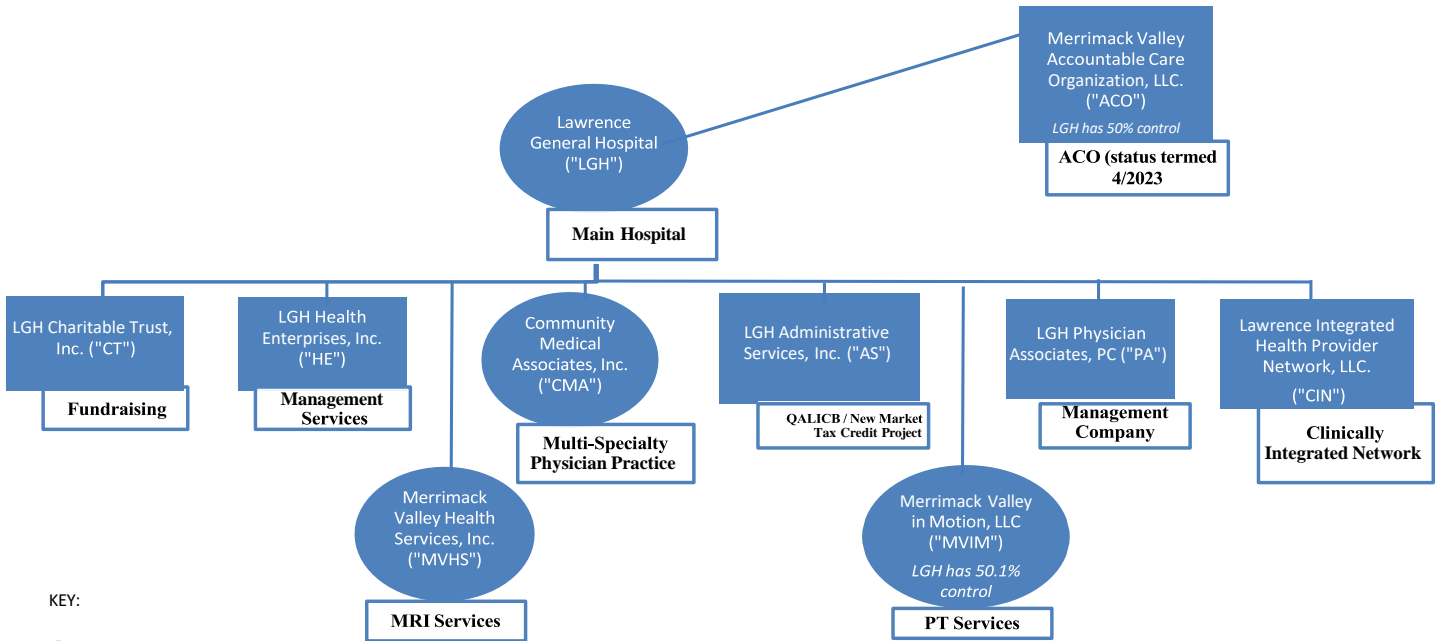 Merrimack Valley
Accountable Care
Organization, LLC.
("ACO")
LGH has 50% control
ACO (status termed
4/2023
Lawrence
General Hospital
("LGH")
Main Hospital
LGH Charitable Trust,
Inc. ("CT")
Fundraising
LGH Health
Enterprises, Inc.
("HE")
Management
Services
Community
Medical
Associates, Inc.
("CMA")
Multi-Specialty
Physician Practice
LGH Administrative
Services, Inc. "AS")
QALICB / New Market
Tax Credit Project
LGH Physician
Associates, PC ("PA")
Management
Company
Lawrence Integrated
Health Provider
Network, LLC.
("CIN")
Clinically
Integrated Network
Merrimack
Valley Health
Services, Inc.
("MVHS")
MRI Services
Merrimack Valley
in Motion, LLC
("MVIM")
LGH has 50.1%
control
PT Services
KEY: